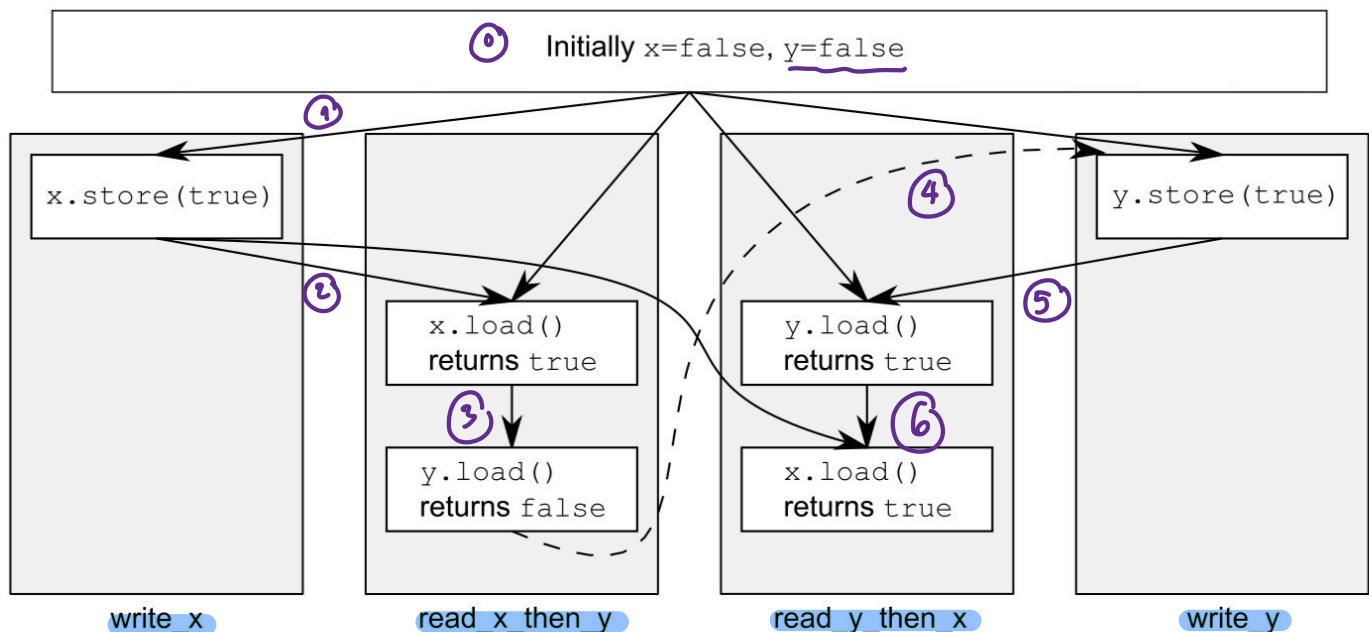 0 Initially x=false, y=false
1
x.store(true)
4
y.store(true)
2
5
x.load()
returns true
y.load()
returns true
3
6
y.load()
returns false
x.load()
returns true
write_x
read_x_then_y
read_y_then_x
write_y